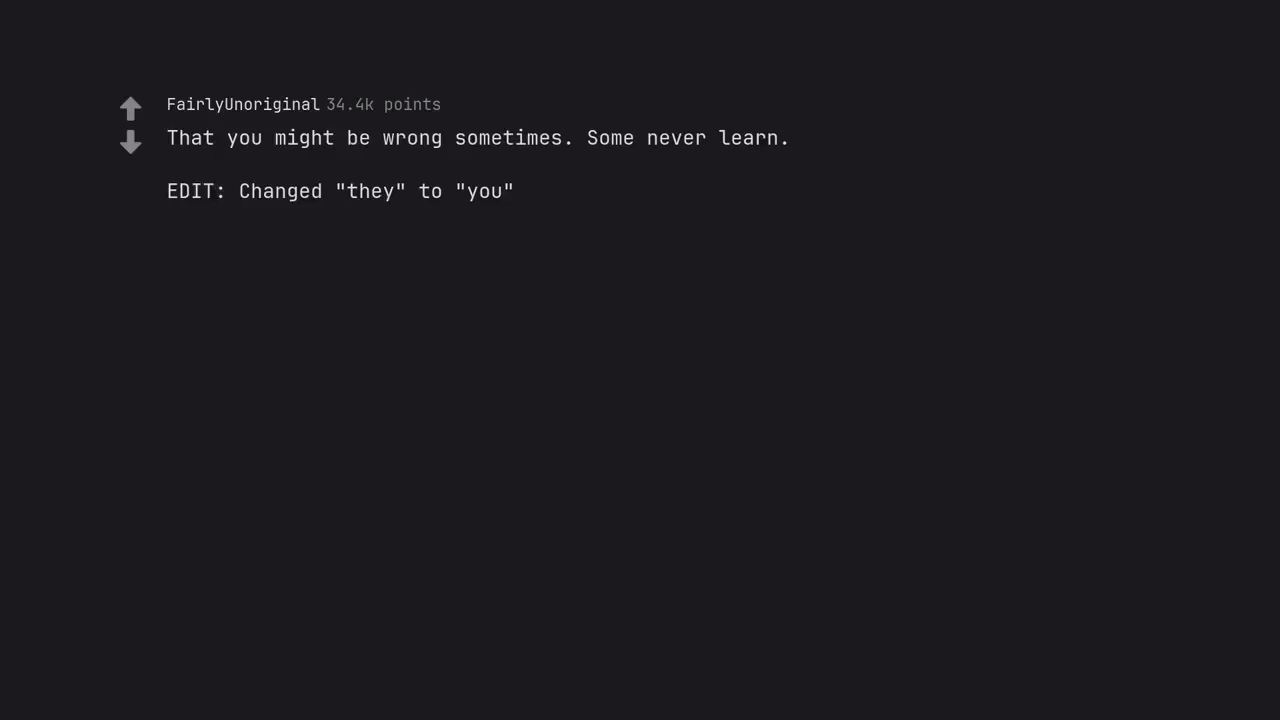 FairlyUnoriginal 34.4k points
That you might be wrong sometimes. Some never learn.
EDIT: Changed "they" to "you"